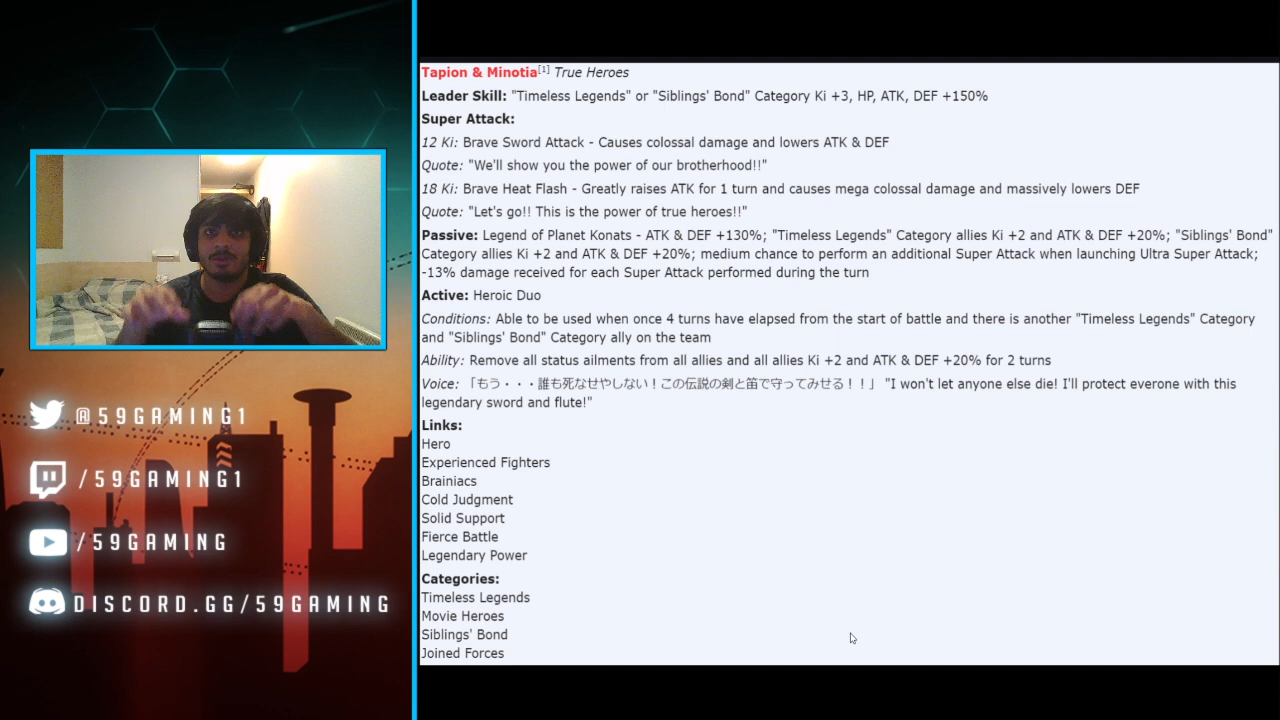 @59GAMING1
/59GAMING1
/59GAMING
DISCORD.GG/59GAMING
Tapion & Minotia[1] True Heroes
Leader Skill: "Timeless Legends" or "Siblings' Bond" Category Ki +3, HP, ATK, DEF +150%
Super Attack:
12 Ki: Brave Sword Attack - Causes colossal damage and lowers ATK & DEF
Quote: "We'll show you the power of our brotherhood!!"
18 Ki: Brave Heat Flash - Greatly raises ATK for 1 turn and causes mega colossal damage and massively lowers DEF
Quote: "Let's go!! This is the power of true heroes!!"
Passive: Legend of Planet Konats - ATK & DEF +130%; "Timeless Legends" Category allies Ki +2 and ATK & DEF +20%; "Siblings' Bond"
Category allies Ki +2 and ATK & DEF +20%; medium chance to perform an additional Super Attack when launching Ultra Super Attack;
-13% damage received for each Super Attack performed during the turn
Active: Heroic Duo
Conditions: Able to be used when once 4 turns have elapsed from the start of battle and there is another "Timeless Legends" Category
and "Siblings' Bond" Category ally on the team
Ability: Remove all status ailments from all allies and all allies Ki +2 and ATK & DEF +20% for 2 turns
Voice: 「もう・・・誰も死なせやしない！この伝説の剣と笛で守ってみせる！！」 "I won't let anyone else die! I'll protect everone with this
legendary sword and flute!"
Links:
Hero
Experienced Fighters
Brainiacs
Cold Judgment
Solid Support
Fierce Battle
Legendary Power
Categories:
Timeless Legends
Movie Heroes
Siblings' Bond
Joined Forces